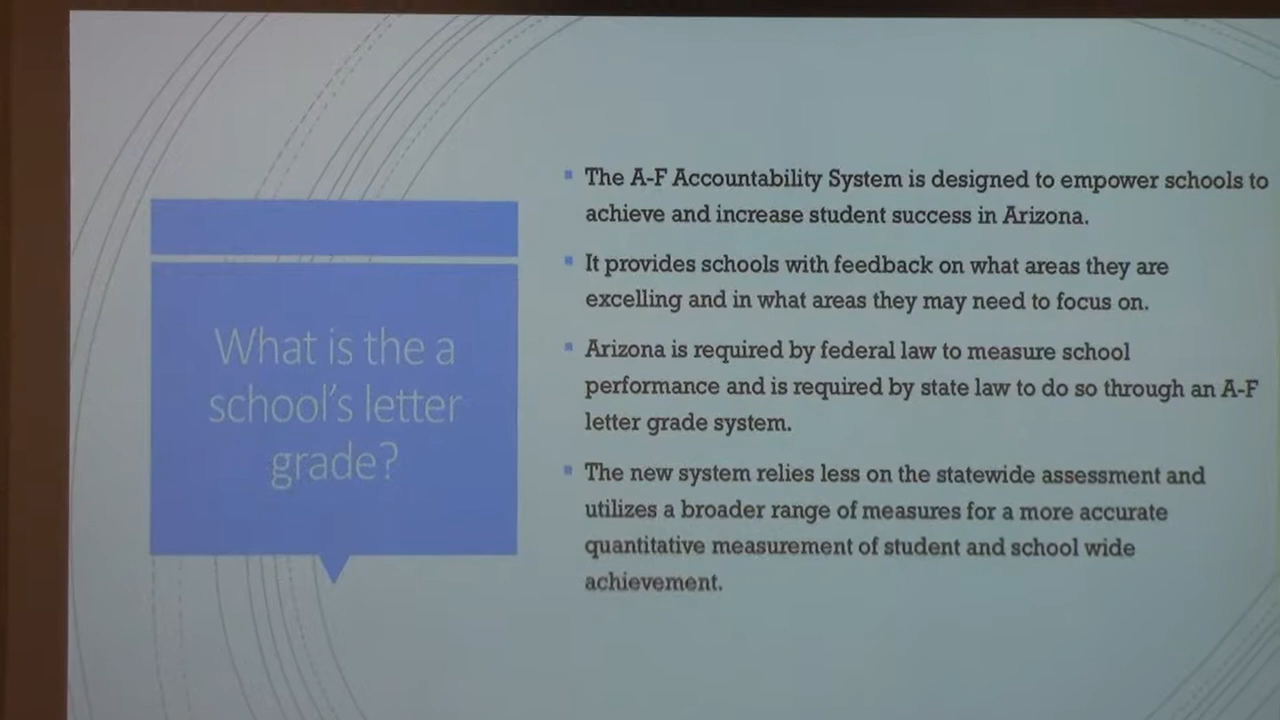 What is the a
school's letter
grade?
The A-F Accountability System is designed to empower schools to
achieve and increase student success in Arizona.
It provides schools with feedback on what areas they are
excelling and in what areas they may need to focus on.
Arizona is required by federal law to measure school
performance and is required by state law to do so through an A-F
letter grade system.
The new system relies less on the statewide assessment and
utilizes a broader range of measures for a more accurate
quantitative measurement of student and school wide
achievement.